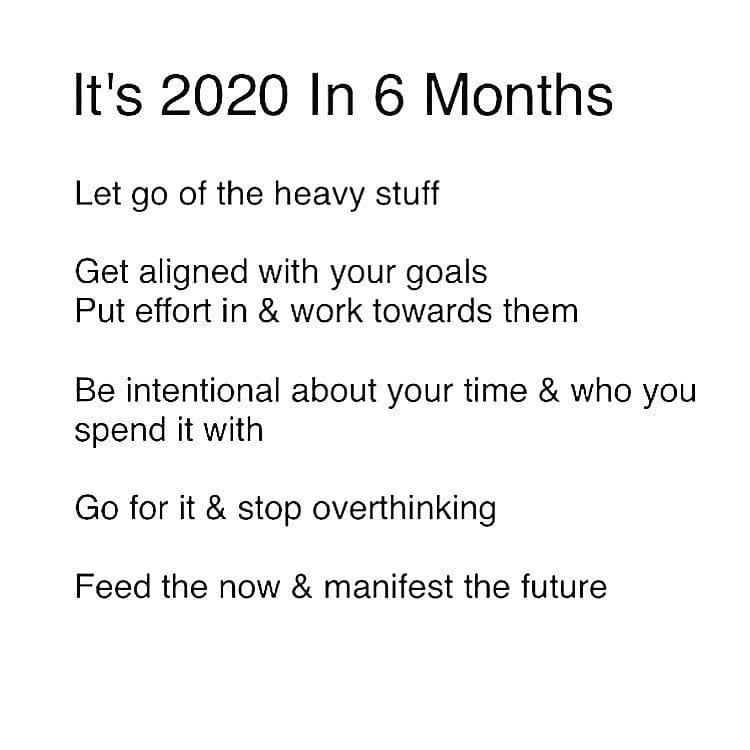 It's 2020 In 6 Months
Let go of the heavy stuff
Get aligned with your goals
Put effort in & work towards them
Be intentional about your time & who you
spend it with
Go for it & stop overthinking
Feed the now & manifest the future